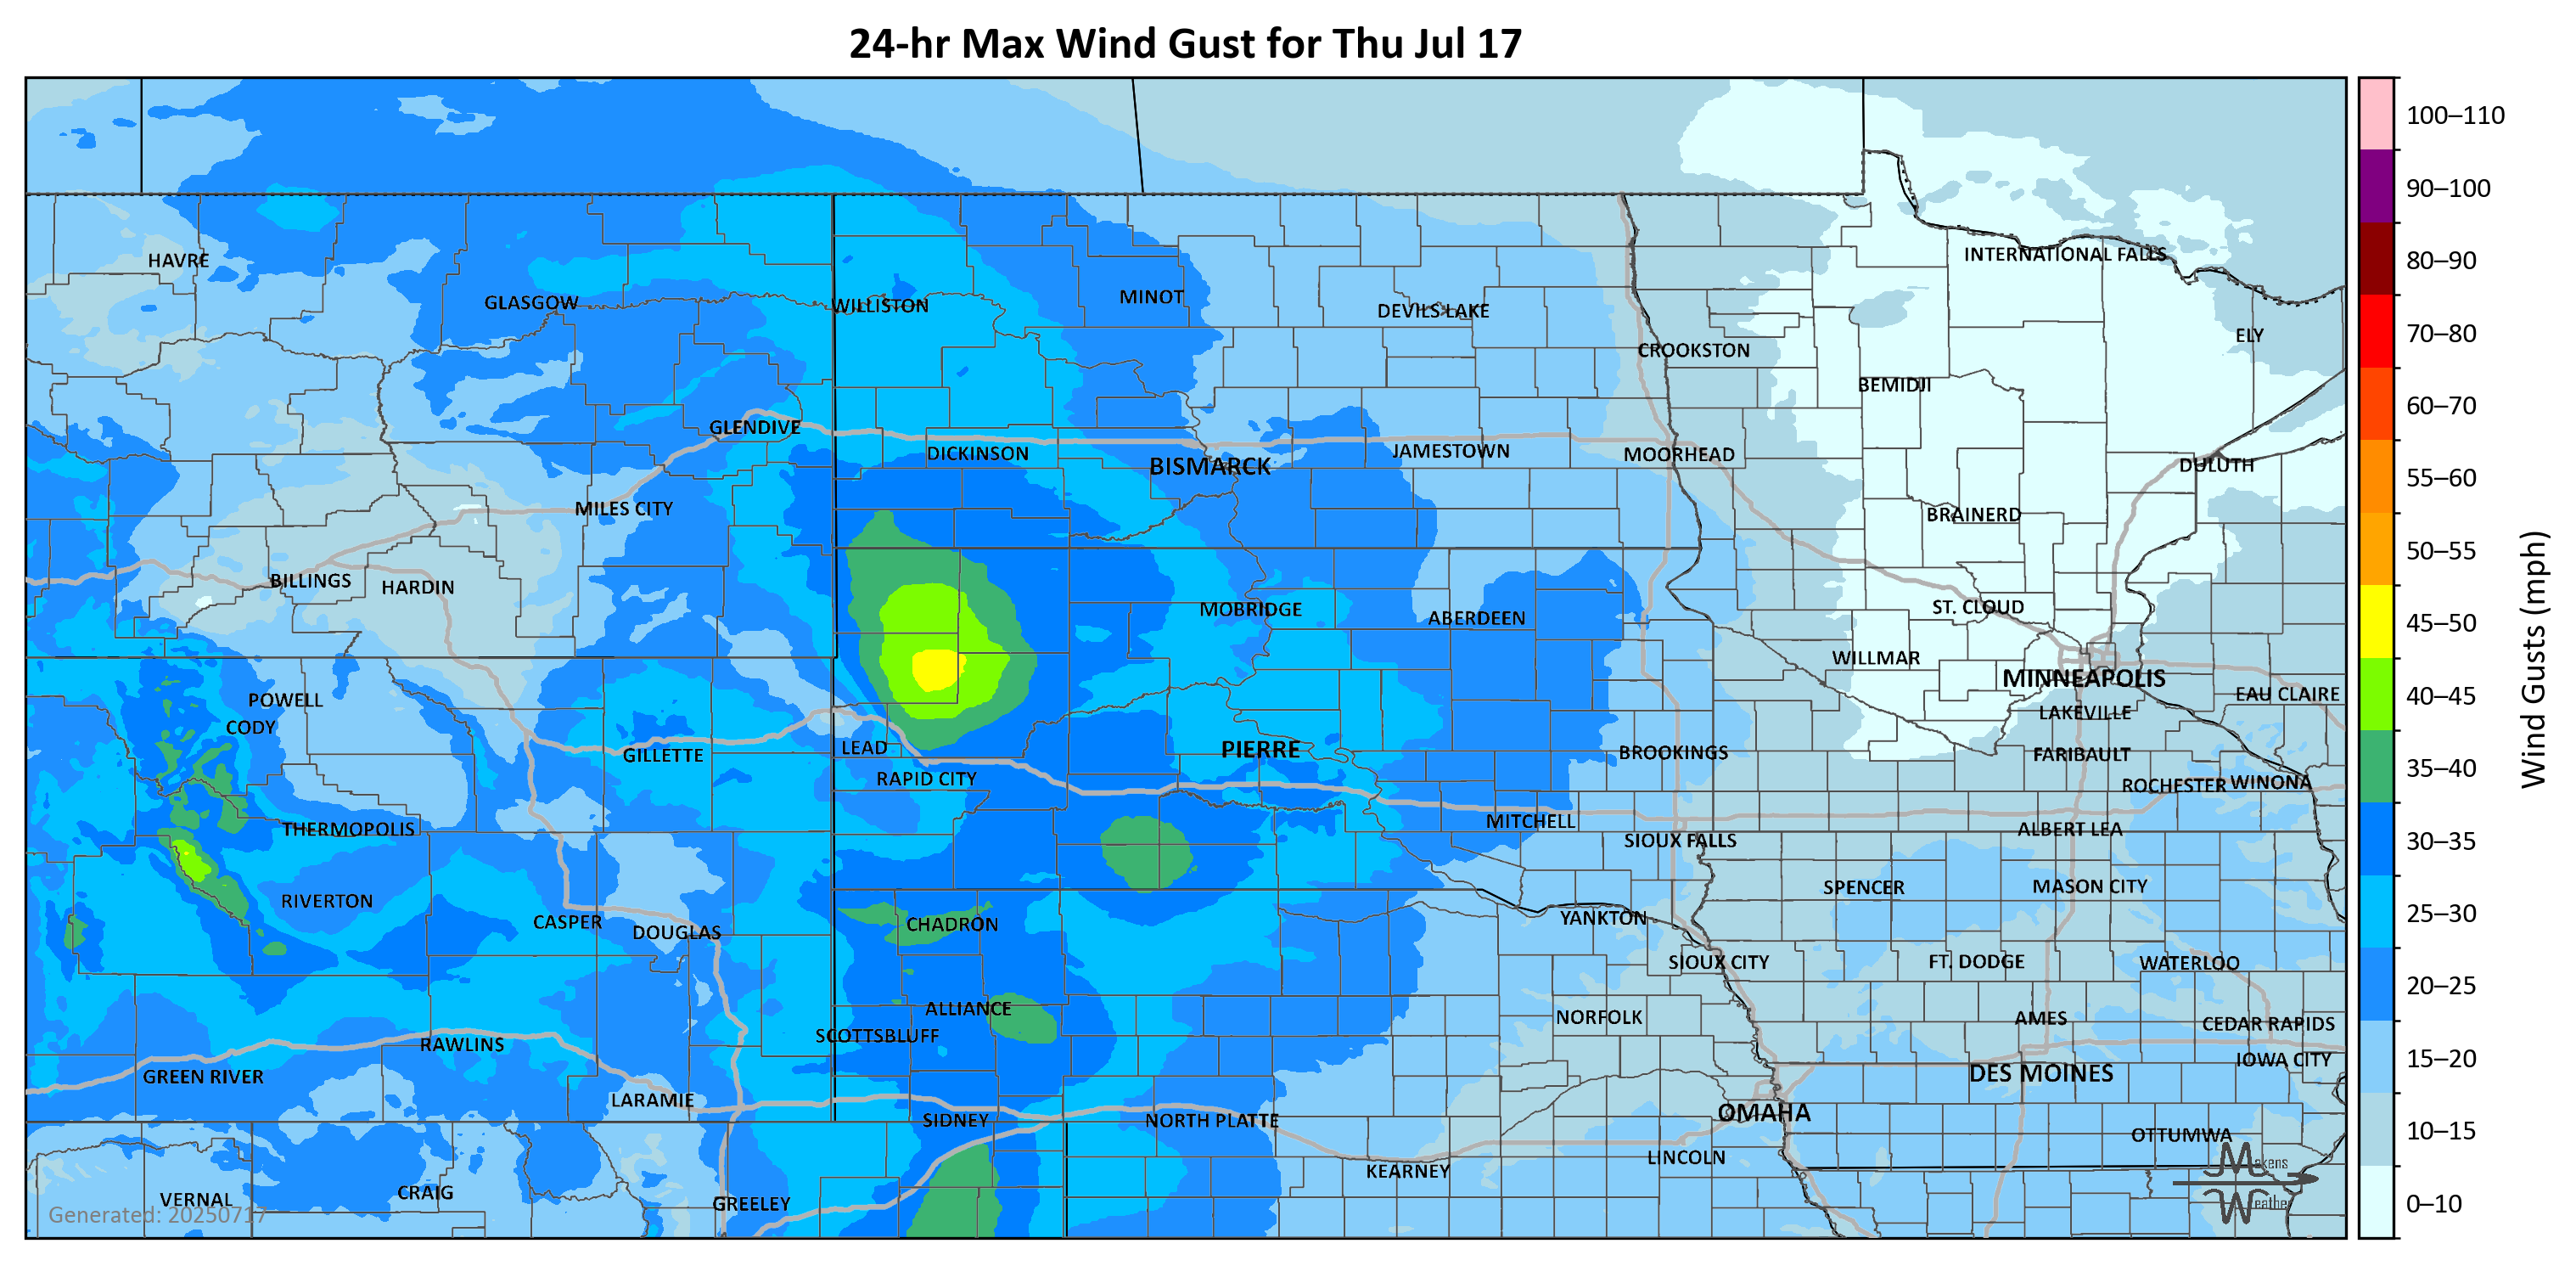 24-hr Max Wind Gust for Thu Jul 17
100–110
90–100
80–90
70–80
60–70
55–60
50–55
45–50
40–45
35–40
30–35
25–30
20–25
15–20
10–15
0–10
Wind Gusts (mph)
HAVRE
GLASGOW
WILLISTON
MINOT
DEVILS LAKE
INTERNATIONAL FALLS
ELY
CROOKSTON
BEMIDJI
GLENDIVE
DICKINSON
BISMARCK
JAMESTOWN
MOORHEAD
DULUTH
MILES CITY
BRAINERD
BILLINGS
HARDIN
MOBRIDGE
ABERDEEN
ST. CLOUD
WILLMAR
MINNEAPOLIS
EAU CLAIRE
POWELL
CODY
LAKEVILLE
GILLETTE
LEAD
PIERRE
BROOKINGS
FARIBAULT
RAPID CITY
ROCHESTER
WINONA
THERMOPOLIS
MITCHELL
ALBERT LEA
SIOUX FALLS
RIVERTON
SPENCER
MASON CITY
CASPER
DOUGLAS
CHADRON
YANKTON
SIOUX CITY
FT. DODGE
WATERLOO
ALLIANCE
SCOTTSBLUFF
NORFOLK
AMES
CEDAR RAPIDS
RAWLINS
IOWA CITY
GREEN RIVER
DES MOINES
LARAMIE
SIDNEY
NORTH PLATTE
OMAHA
OTTUMWA
KEARNEY
LINCOLN
VERNAL
CRAIG
GREELEY
Makens
Weather
Generated: 20250717